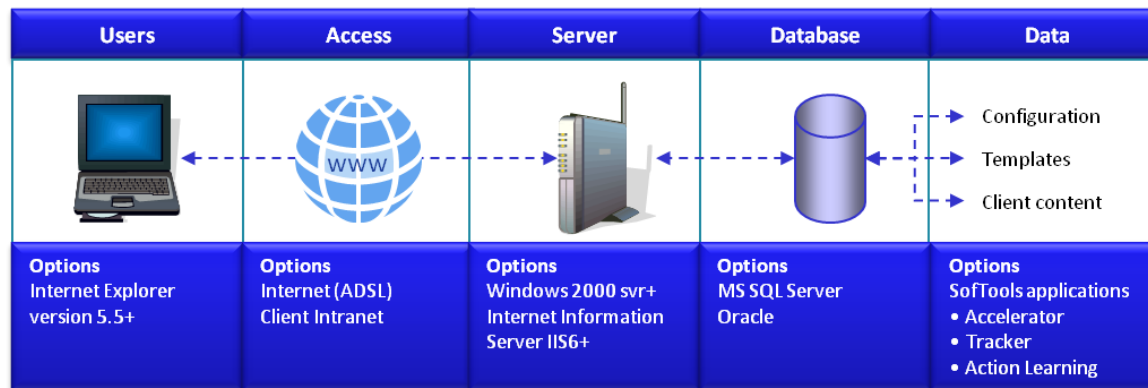 Users
Access
Server
Database
Data
www
Configuration
Templates
Client content
Options
Internet Explorer
version 5.5+
Options
Internet (ADSL)
Client Intranet
Options
Windows 2000 svr+
Internet Information
Server IIS6+
Options
MS SQL Server
Oracle
Options
SofTools applications
• Accelerator
• Tracker
• Action Learning